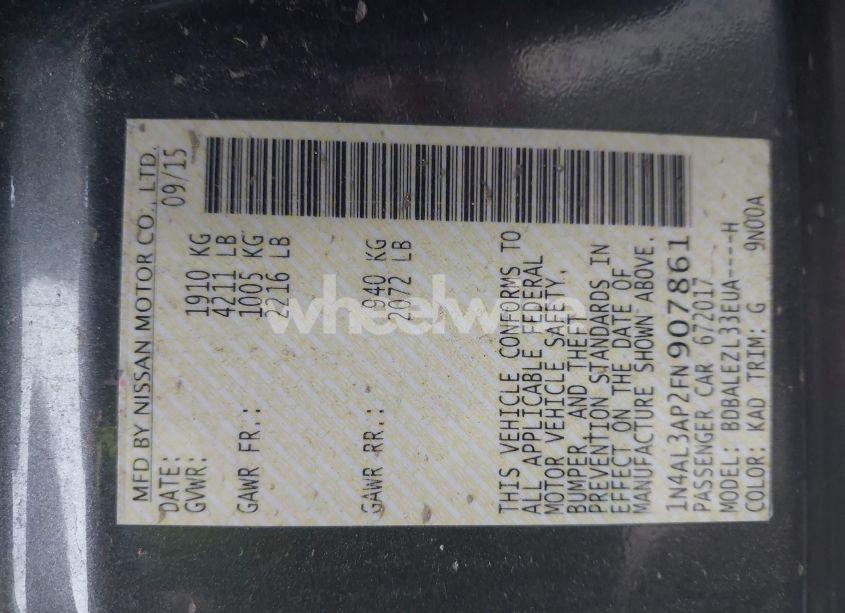 MFD BY NISSAN MOTOR CO., LTD.
DATE: 09/15
GVWR: 1910 KG
4211 LB
GAWR FR.: 1005 KG
2216 LB
GAWR RR.: 940 KG
2072 LB
THIS VEHICLE CONFORMS TO
ALL APPLICABLE FEDERAL
MOTOR VEHICLE SAFETY,
BUMPER, AND THEFT
PREVENTION STANDARDS IN
EFFECT ON THE DATE OF
MANUFACTURE SHOWN ABOVE.
1N4AL3AP2FN907861
PASSENGER CAR 672017
MODEL: BDBALEZL33EUA----H
COLOR: KAD TRIM: G 9N00A